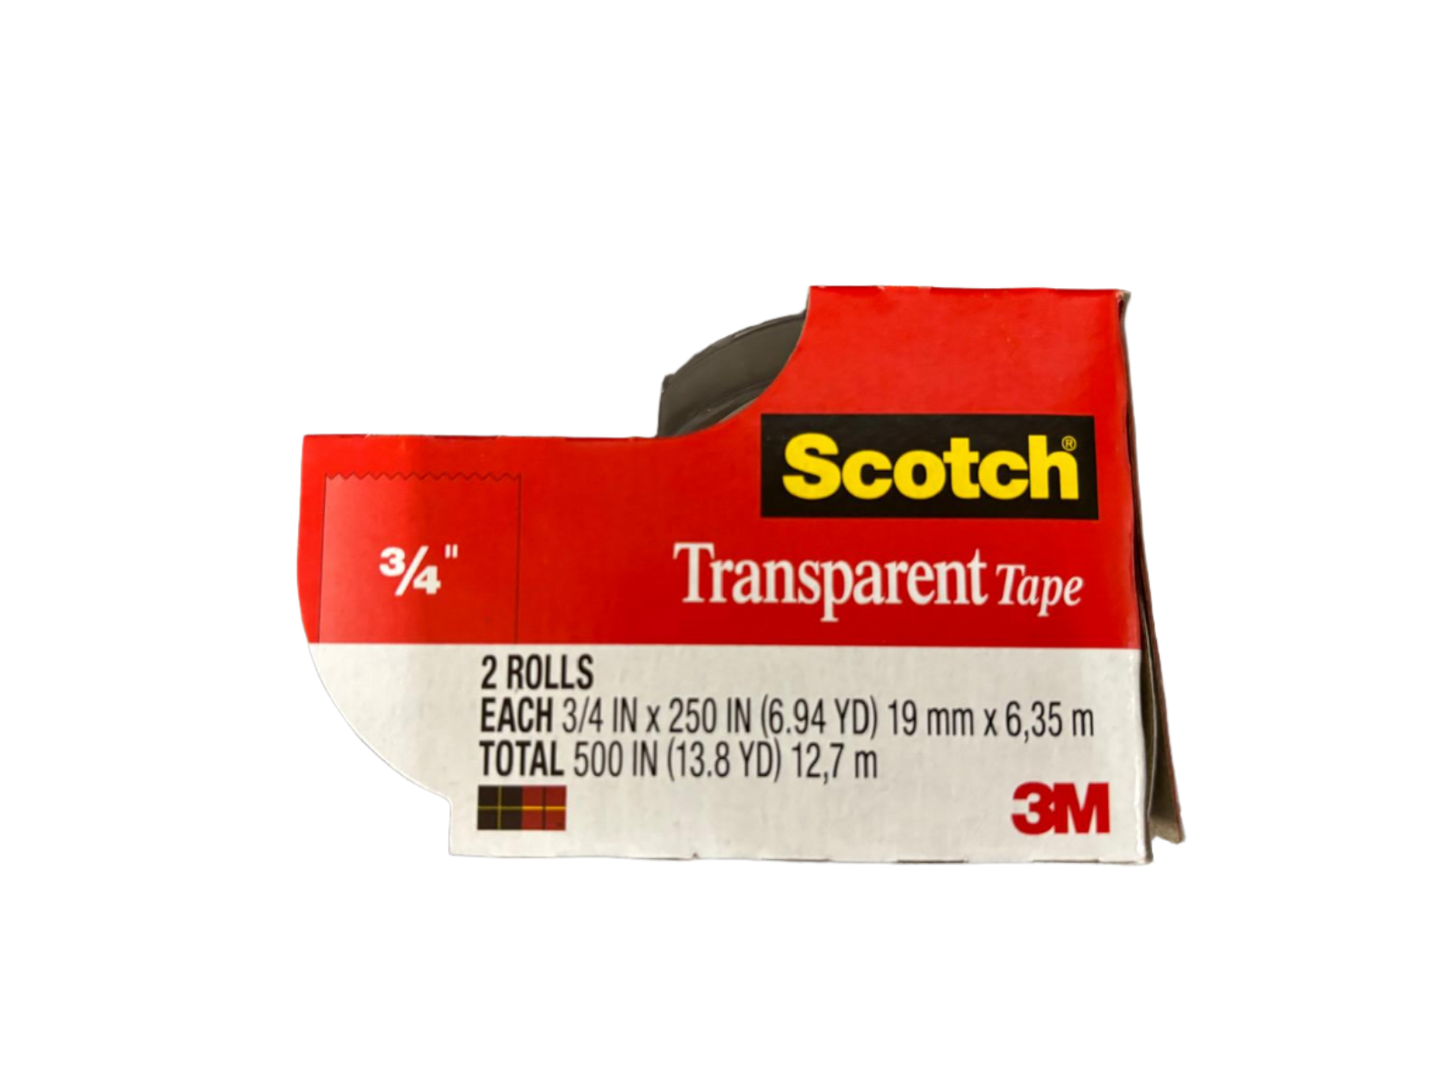 Scotch®
Transparent Tape
3/4"
2 ROLLS
EACH 3/4 IN x 250 IN (6.94 YD) 19 mm x 6,35 m
TOTAL 500 IN (13.8 YD) 12,7 m
3M